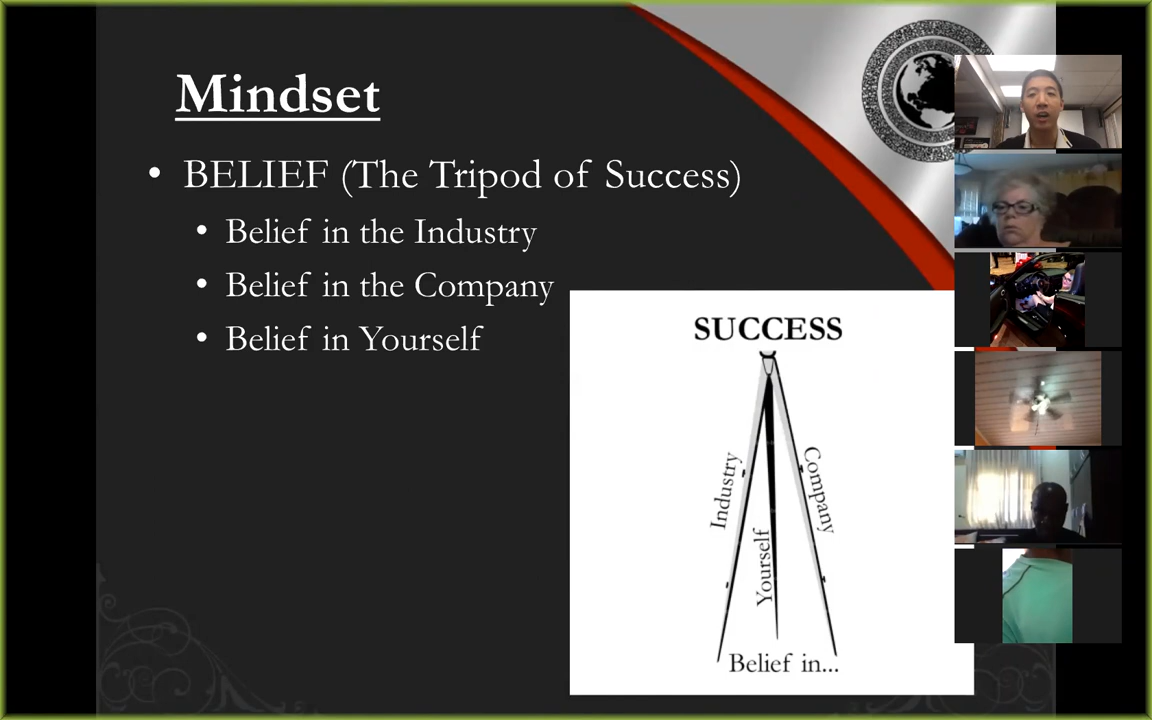 Mindset
• BELIEF (The Tripod of Success)
• Belief in the Industry
• Belief in the Company
• Belief in Yourself
SUCCESS
Industry
Yourself
Company
Belief in...